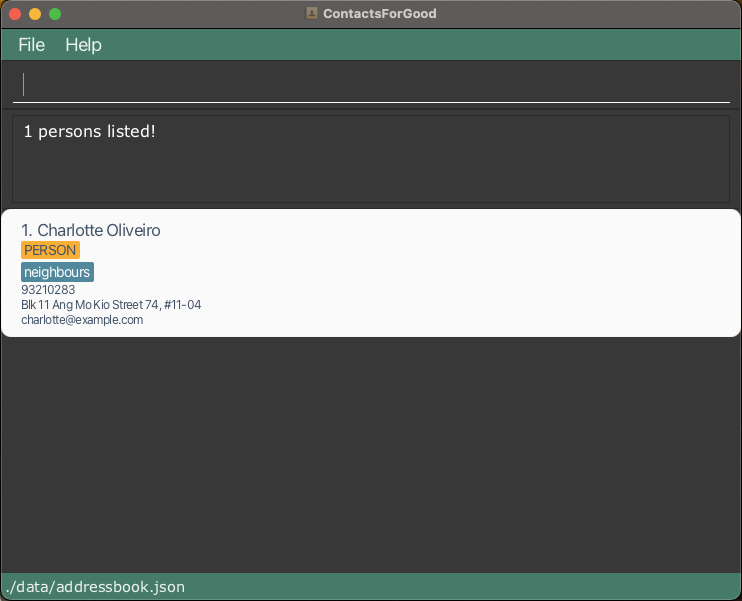 ContactsForGood
File Help
1 persons listed!
1. Charlotte Oliveiro
PERSON
neighbours
93210283
Blk 11 Ang Mo Kio Street 74, #11-04
charlotte@example.com
./data/addressbook.json